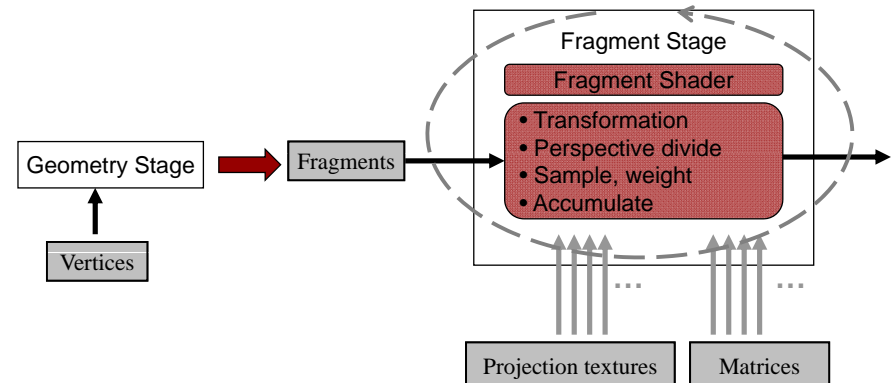 Fragment Stage
Fragment Shader
• Transformation
• Perspective divide
• Sample, weight
• Accumulate
Geometry Stage
Fragments
Vertices
...
...
Projection textures
Matrices